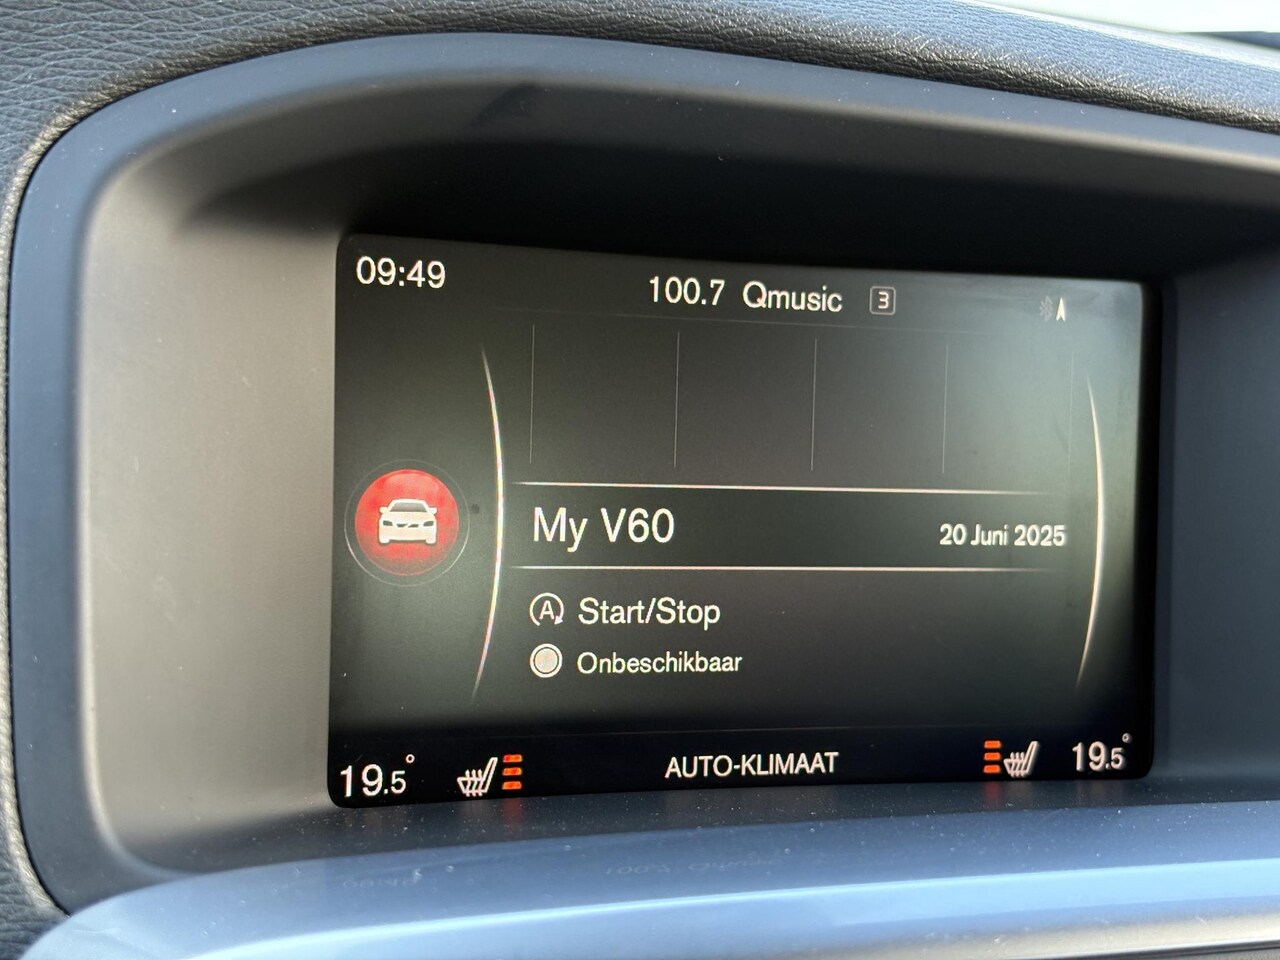 09:49
100.7 Qmusic 3
My V60
20 Juni 2025
A Start/Stop
Onbeschikbaar
19.5° AUTO-KLIMAAT 19.5°